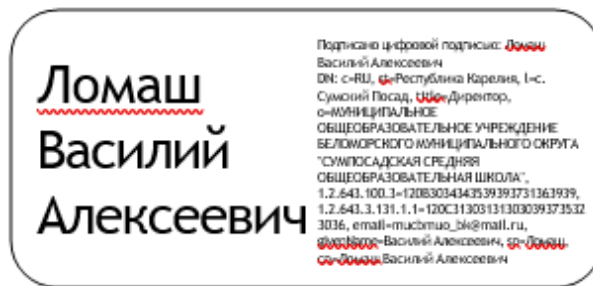 Ломаш
Василий
Алексеевич
Подписано цифровой подписью: Ломаш
Василий Алексеевич
DN: c=RU, st=Республика Карелия, l=с.
Сумский Посад, title=Директор,
o=МУНИЦИПАЛЬНОЕ
ОБЩЕОБРАЗОВАТЕЛЬНОЕ УЧРЕЖДЕНИЕ
БЕЛОМОРСКОГО МУНИЦИПАЛЬНОГО ОКРУГА
"СУМПОСАДСКАЯ СРЕДНЯЯ
ОБЩЕОБРАЗОВАТЕЛЬНАЯ ШКОЛА",
1.2.643.100.3=120B3034343539393731363939,
1.2.643.3.131.1.1=120C31303131303039373532
3036, email=mucbmuo_bk@mail.ru,
givenName=Василий Алексеевич, sn=Ломаш,
cn=Ломаш Василий Алексеевич